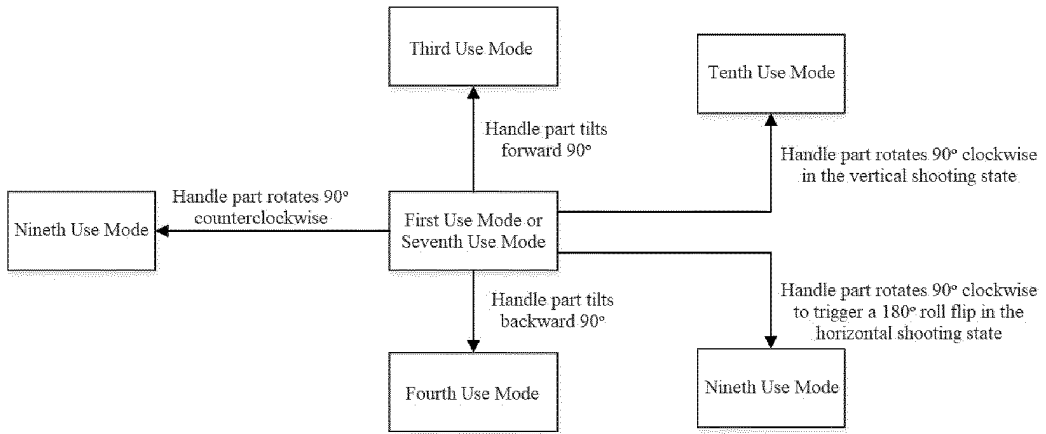 Third Use Mode
Tenth Use Mode
Handle part tilts
forward 90°
Handle part rotates 90° clockwise
in the vertical shooting state
Handle part rotates 90°
counterclockwise
Nineth Use Mode
First Use Mode or
Seventh Use Mode
Handle part tilts
backward 90°
Handle part rotates 90° clockwise
to trigger a 180° roll flip in the
horizontal shooting state
Fourth Use Mode
Nineth Use Mode